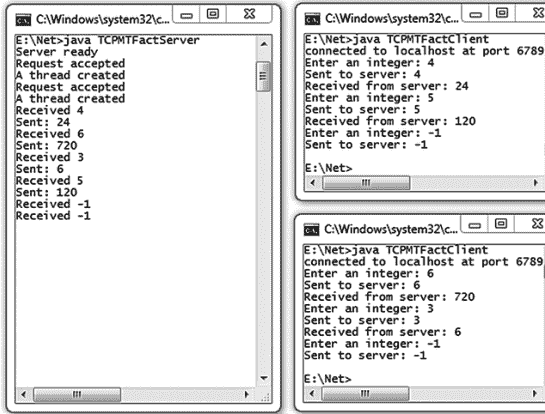 C:\Windows\system32\c...
E:\Net>java TCPMTFactServer
Server ready
Request accepted
A thread created
Request accepted
A thread created
Received 4
Sent: 24
Received 6
Sent: 720
Received 3
Sent: 6
Received 5
Sent: 120
Received -1
Received -1
C:\Windows\system32\c...
E:\Net>java TCPMTFactClient
connected to localhost at port 6789
Enter an integer: 4
Sent to server: 4
Received from server: 24
Enter an integer: 5
Sent to server: 5
Received from server: 120
Enter an integer: -1
Sent to server: -1
E:\Net>
C:\Windows\system32\c...
E:\Net>java TCPMTFactClient
connected to localhost at port 6789
Enter an integer: 6
Sent to server: 6
Received from server: 720
Enter an integer: 3
Sent to server: 3
Received from server: 6
Enter an integer: -1
Sent to server: -1
E:\Net>